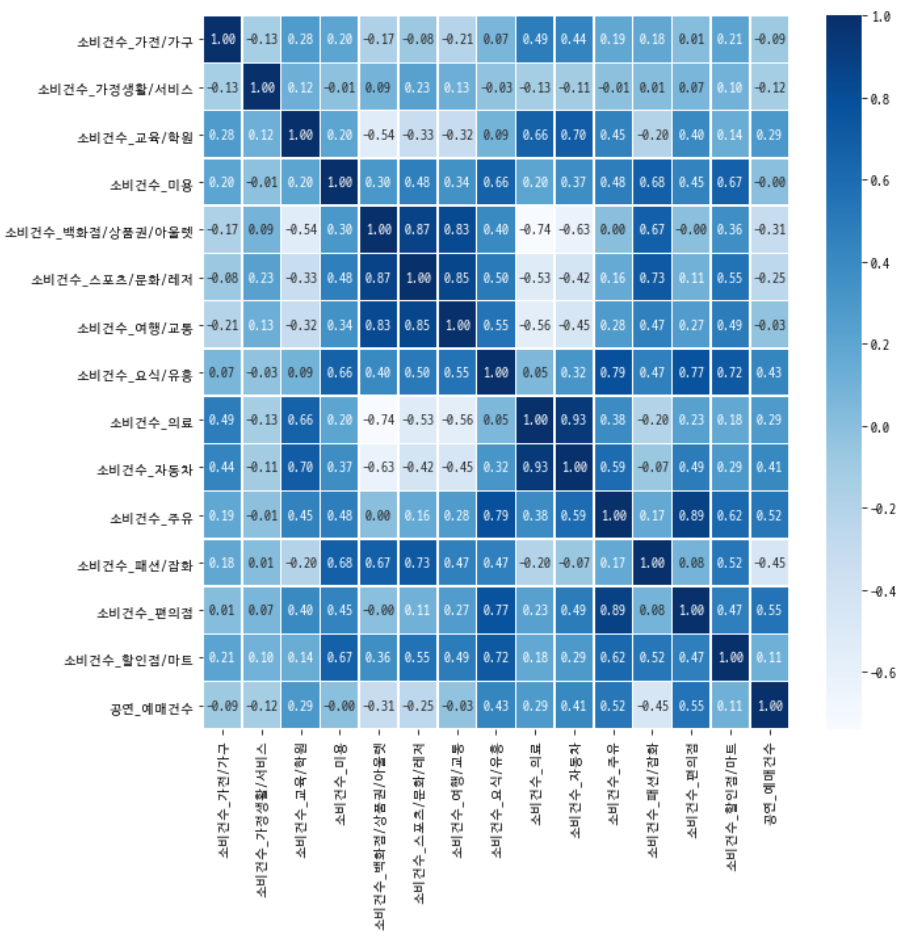 소비건수_가전/가구 1.00 -0.13 0.28 0.20 -0.17 -0.08 -0.21 0.07 0.49 0.44 0.19 0.18 0.01 0.21 -0.09
소비건수_가정생활/서비스 -0.13 1.00 0.12 -0.01 0.09 0.23 0.13 -0.03 -0.13 -0.11 -0.01 0.01 0.07 0.10 -0.12
소비건수_교육/학원 0.28 0.12 1.00 0.20 -0.54 -0.33 -0.32 0.09 0.66 0.70 0.45 -0.20 0.40 0.14 0.29
소비건수_미용 0.20 -0.01 0.20 1.00 0.30 0.48 0.34 0.66 0.20 0.37 0.48 0.68 0.45 0.67 -0.00
소비건수_백화점/상품권/아울렛 -0.17 0.09 -0.54 0.30 1.00 0.87 0.83 0.40 -0.74 -0.63 0.00 0.67 -0.00 0.36 -0.31
소비건수_스포츠/문화/레저 -0.08 0.23 -0.33 0.48 0.87 1.00 0.85 0.50 -0.53 -0.42 0.16 0.73 0.11 0.55 -0.25
소비건수_여행/교통 -0.21 0.13 -0.32 0.34 0.83 0.85 1.00 0.55 -0.56 -0.45 0.28 0.47 0.27 0.49 -0.03
소비건수_요식/유흥 0.07 -0.03 0.09 0.66 0.40 0.50 0.55 1.00 0.05 0.32 0.79 0.47 0.77 0.72 0.43
소비건수_의료 0.49 -0.13 0.66 0.20 -0.74 -0.53 -0.56 0.05 1.00 0.93 0.38 -0.20 0.23 0.18 0.29
소비건수_자동차 0.44 -0.11 0.70 0.37 -0.63 -0.42 -0.45 0.32 0.93 1.00 0.59 -0.07 0.49 0.29 0.41
소비건수_주유 0.19 -0.01 0.45 0.48 0.00 0.16 0.28 0.79 0.38 0.59 1.00 0.17 0.89 0.62 0.52
소비건수_패션/잡화 0.18 0.01 -0.20 0.68 0.67 0.73 0.47 0.47 -0.20 -0.07 0.17 1.00 0.08 0.52 -0.45
소비건수_편의점 0.01 0.07 0.40 0.45 -0.00 0.11 0.27 0.77 0.23 0.49 0.89 0.08 1.00 0.47 0.55
소비건수_할인점/마트 0.21 0.10 0.14 0.67 0.36 0.55 0.49 0.72 0.18 0.29 0.62 0.52 0.47 1.00 0.11
공연_예매건수 -0.09 -0.12 0.29 -0.00 -0.31 -0.25 -0.03 0.43 0.29 0.41 0.52 -0.45 0.55 0.11 1.00
소비건수_가전/가구
소비건수_가정생활/서비스
소비건수_교육/학원
소비건수_미용
소비건수_백화점/상품권/아울렛
소비건수_스포츠/문화/레저
소비건수_여행/교통
소비건수_요식/유흥
소비건수_의료
소비건수_자동차
소비건수_주유
소비건수_패션/잡화
소비건수_편의점
소비건수_할인점/마트
공연_예매건수
1.0
0.8
0.6
0.4
0.2
0.0
-0.2
-0.4
-0.6